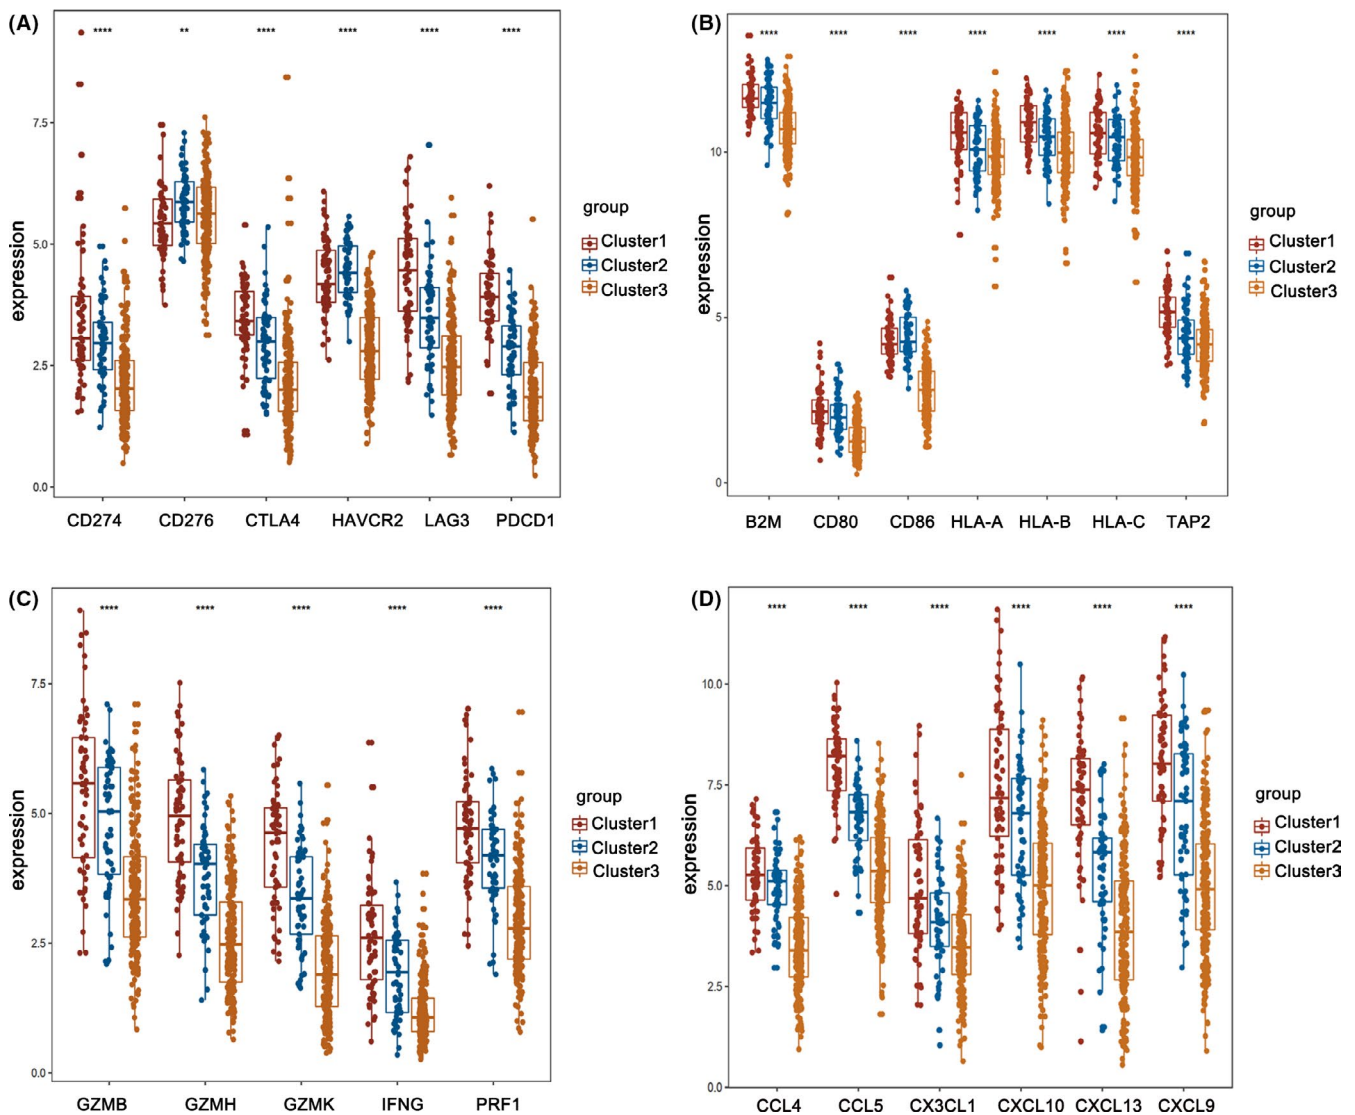 (A)
**** ** **** **** **** ****
expression
7.5
5.0
2.5
0.0
CD274 CD276 CTLA4 HAVCR2 LAG3 PDCD1
group
Cluster1
Cluster2
Cluster3
(B)
**** **** **** **** **** **** ****
expression
10
5
0
B2M CD80 CD86 HLA-A HLA-B HLA-C TAP2
group
Cluster1
Cluster2
Cluster3
(C)
**** **** **** **** ****
expression
7.5
5.0
2.5
0.0
GZMB GZMH GZMK IFNG PRF1
group
Cluster1
Cluster2
Cluster3
(D)
**** **** **** **** **** ****
expression
10.0
7.5
5.0
2.5
0.0
CCL4 CCL5 CX3CL1 CXCL10 CXCL13 CXCL9
group
Cluster1
Cluster2
Cluster3